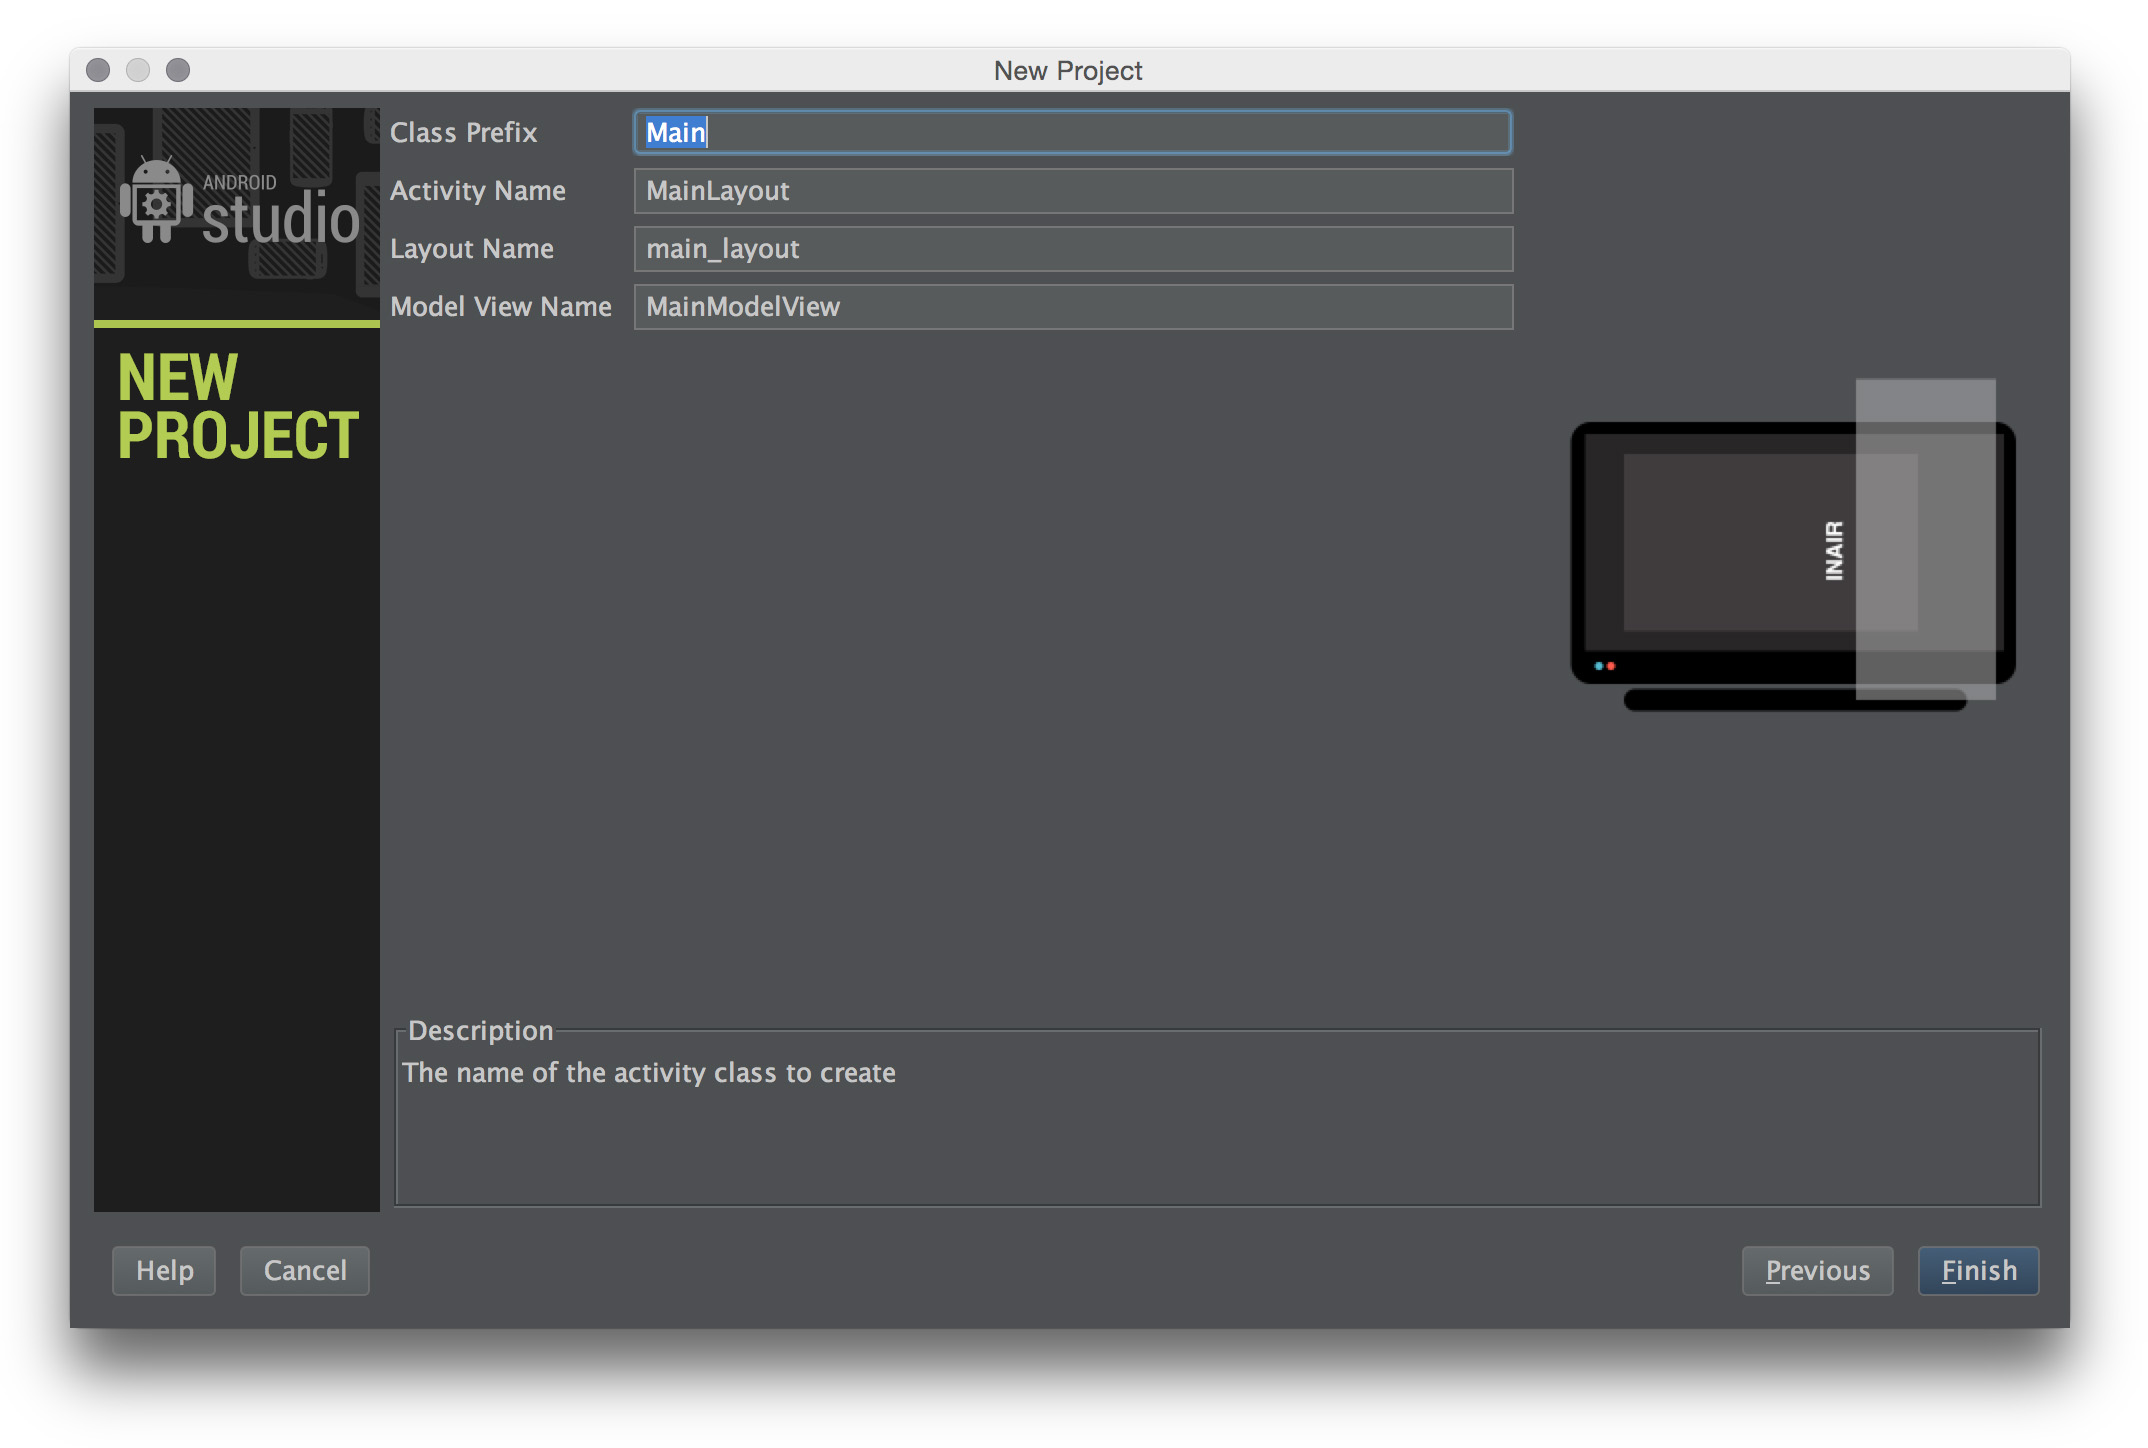 New Project
ANDROID
studio
NEW
PROJECT
Class Prefix Main
Activity Name MainLayout
Layout Name main_layout
Model View Name MainModelView
INAIR
Description
The name of the activity class to create
Help Cancel Previous Finish